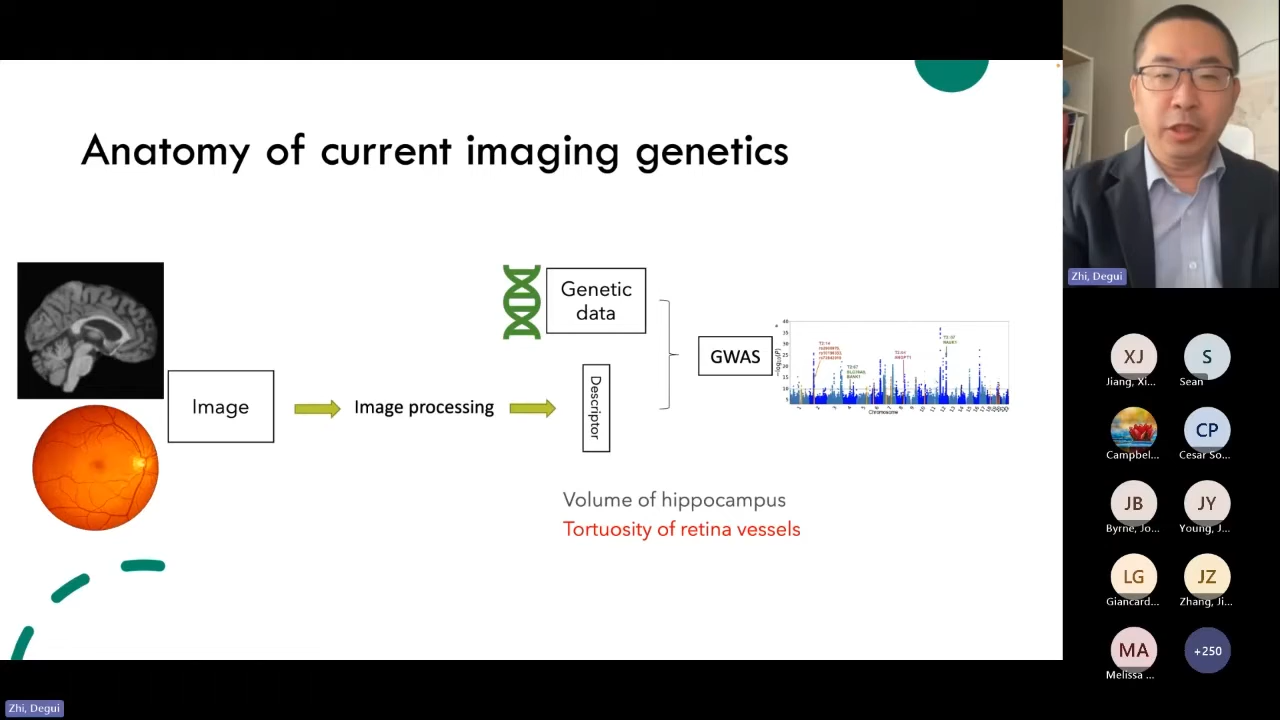 Anatomy of current imaging genetics
Genetic
data
Image
Image processing
Descriptor
GWAS
Chromosome
Volume of hippocampus
Tortuosity of retina vessels
Zhi, Degui
XJ
Jiang, Xi...
S
Sean
Campbel...
CP
Cesar So...
JB
Byrne, Jo...
JY
Young, J...
LG
Giancard...
JZ
Zhang, Ji...
MA
Melissa ...
+250
Zhi, Degui